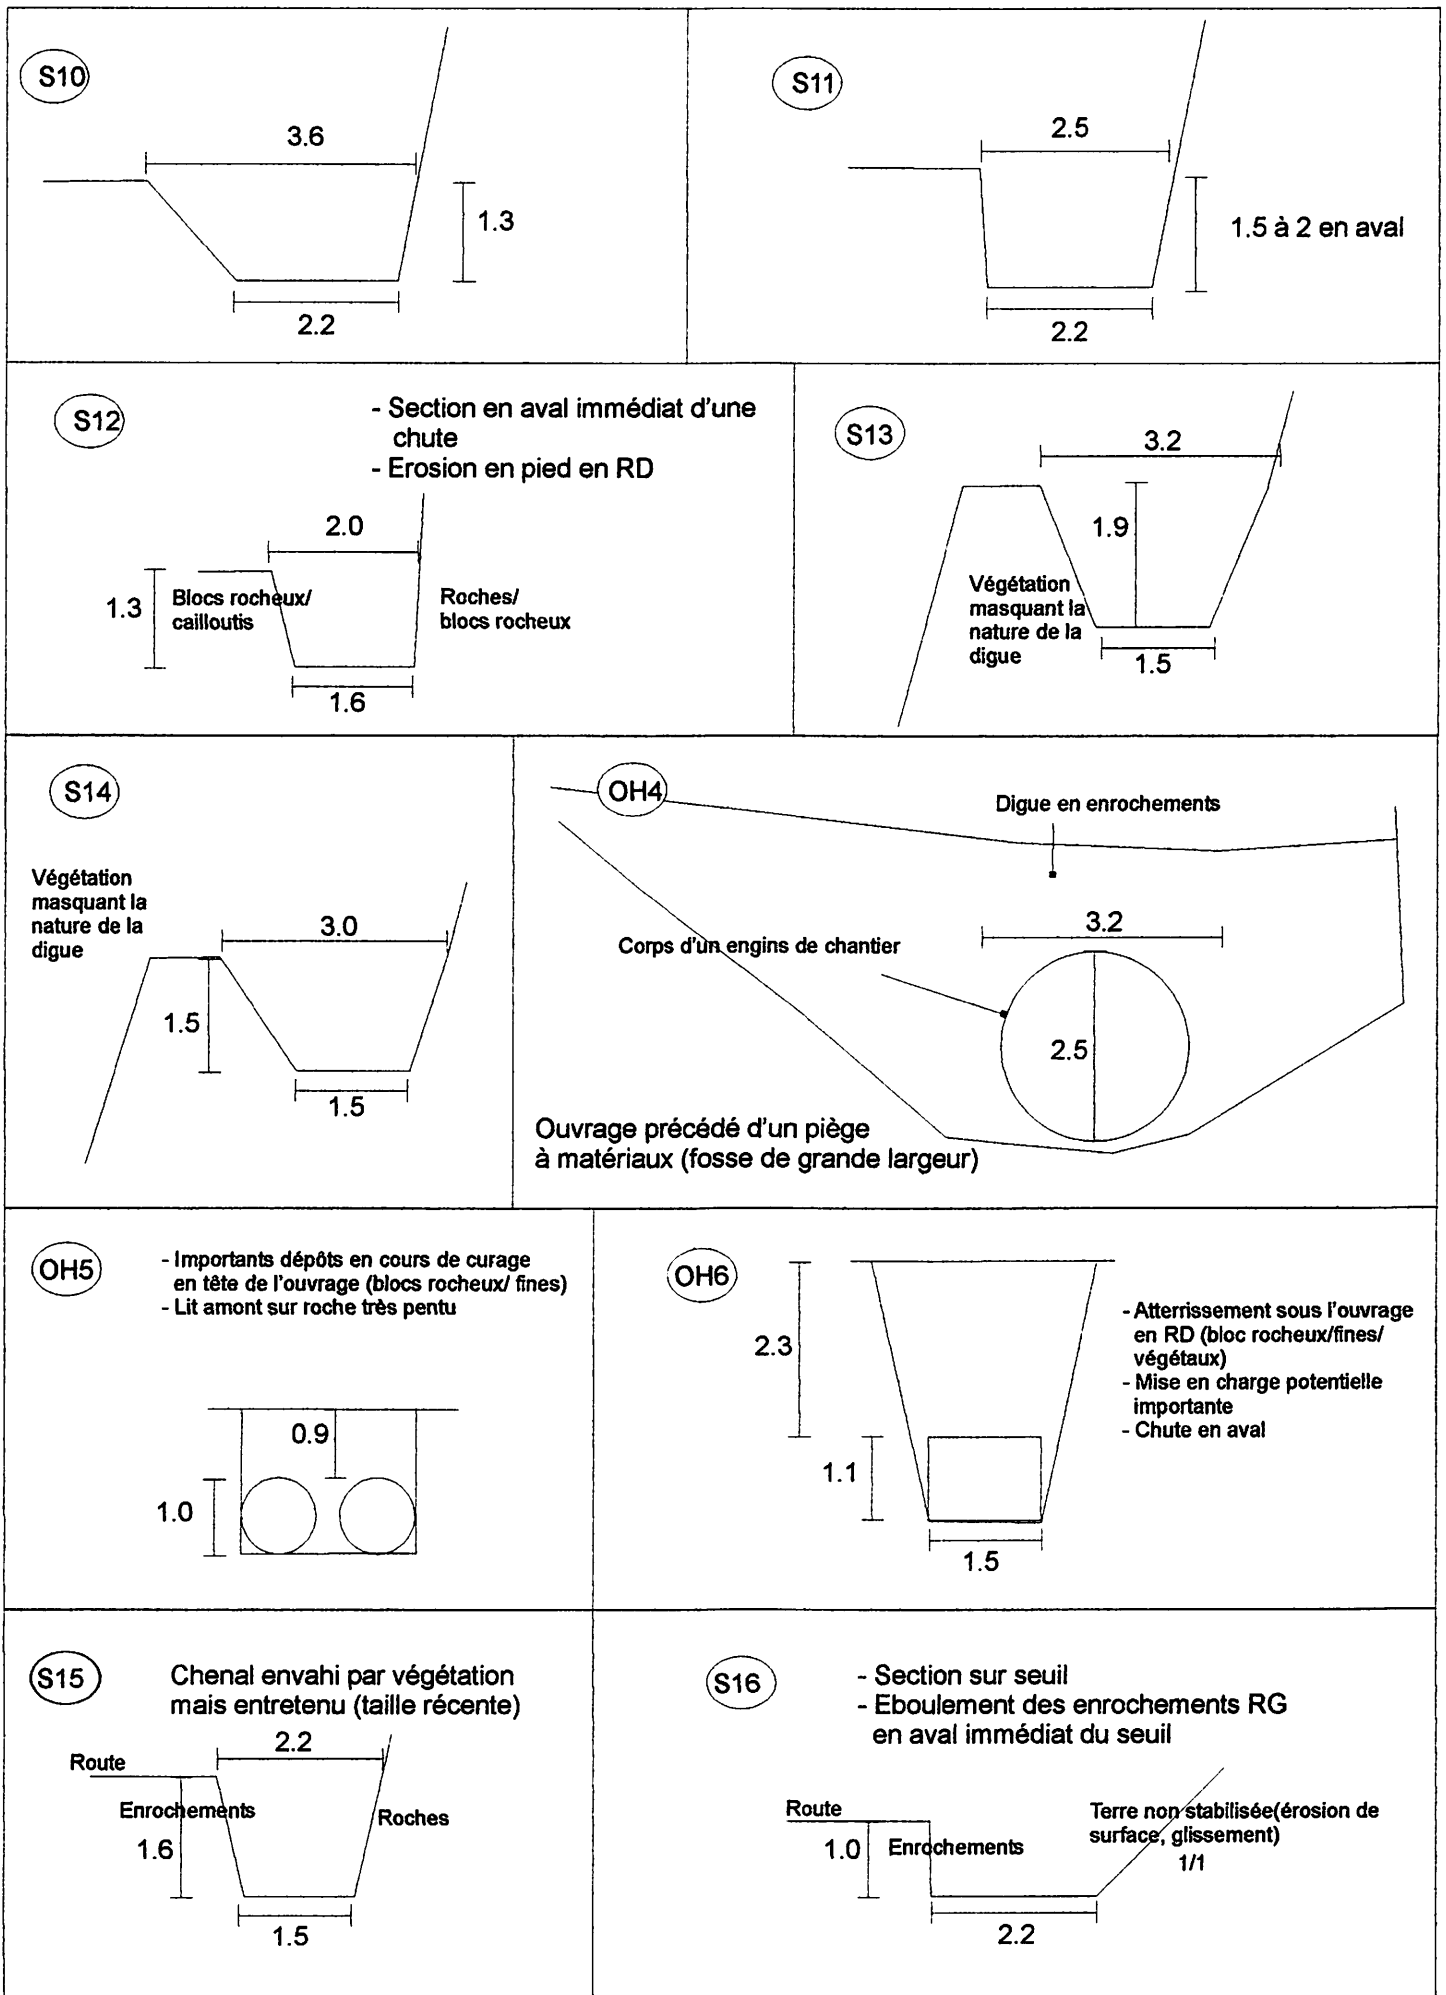 S10
3.6
1.3
2.2
S11
2.5
1.5 à 2 en aval
2.2
S12
- Section en aval immédiat d'une
chute
- Erosion en pied en RD
2.0
1.3
Blocs rocheux/
cailloutis
Roches/
blocs rocheux
1.6
S13
3.2
1.9
Végétation
masquant la
nature de la
digue
1.5
S14
Végétation
masquant la
nature de la
digue
3.0
1.5
1.5
OH4
Digue en enrochements
3.2
Corps d'un engins de chantier
2.5
Ouvrage précédé d'un piège
à matériaux (fosse de grande largeur)
OH5
- Importants dépôts en cours de curage
en tête de l'ouvrage (blocs rocheux/ fines)
- Lit amont sur roche très pentu
0.9
1.0
OH6
2.3
1.1
1.5
- Atterrissement sous l'ouvrage
en RD (bloc rocheux/fines/
végétaux)
- Mise en charge potentielle
importante
- Chute en aval
S15
Chenal envahi par végétation
mais entretenu (taille récente)
2.2
Route
Enrochements
Roches
1.6
1.5
S16
- Section sur seuil
- Eboulement des enrochements RG
en aval immédiat du seuil
Route
1.0
Enrochements
Terre non stabilisée(érosion de
surface, glissement)
1/1
2.2